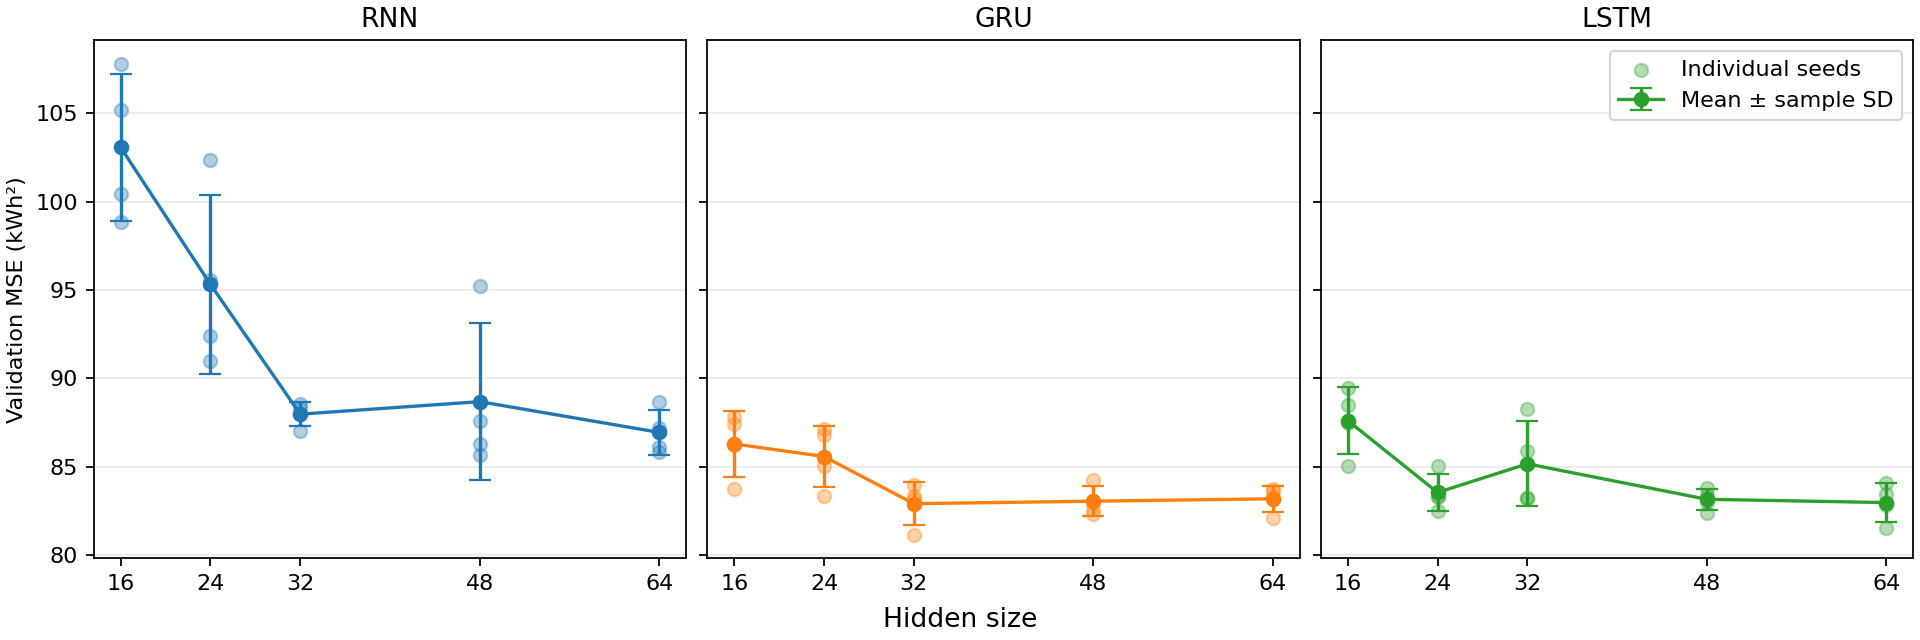 RNN
GRU
LSTM
Validation MSE (kWh²)
105
100
95
90
85
80
Individual seeds
Mean ± sample SD
16 24 32 48 64
16 24 32 48 64
16 24 32 48 64
Hidden size